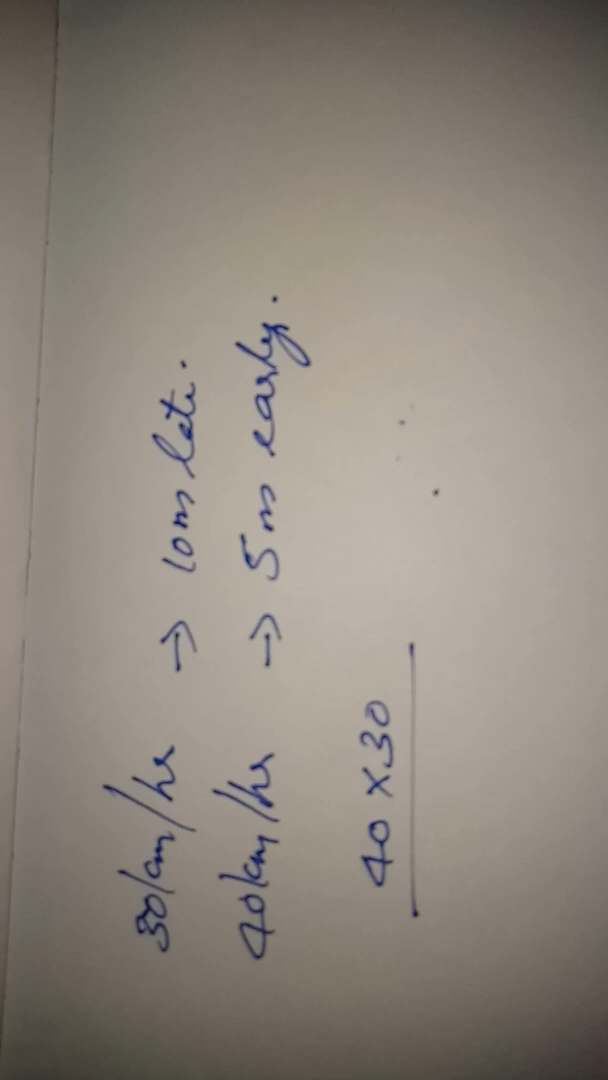 30km/hr → 10m late.
40km/hr → 5m early.
40 x 30